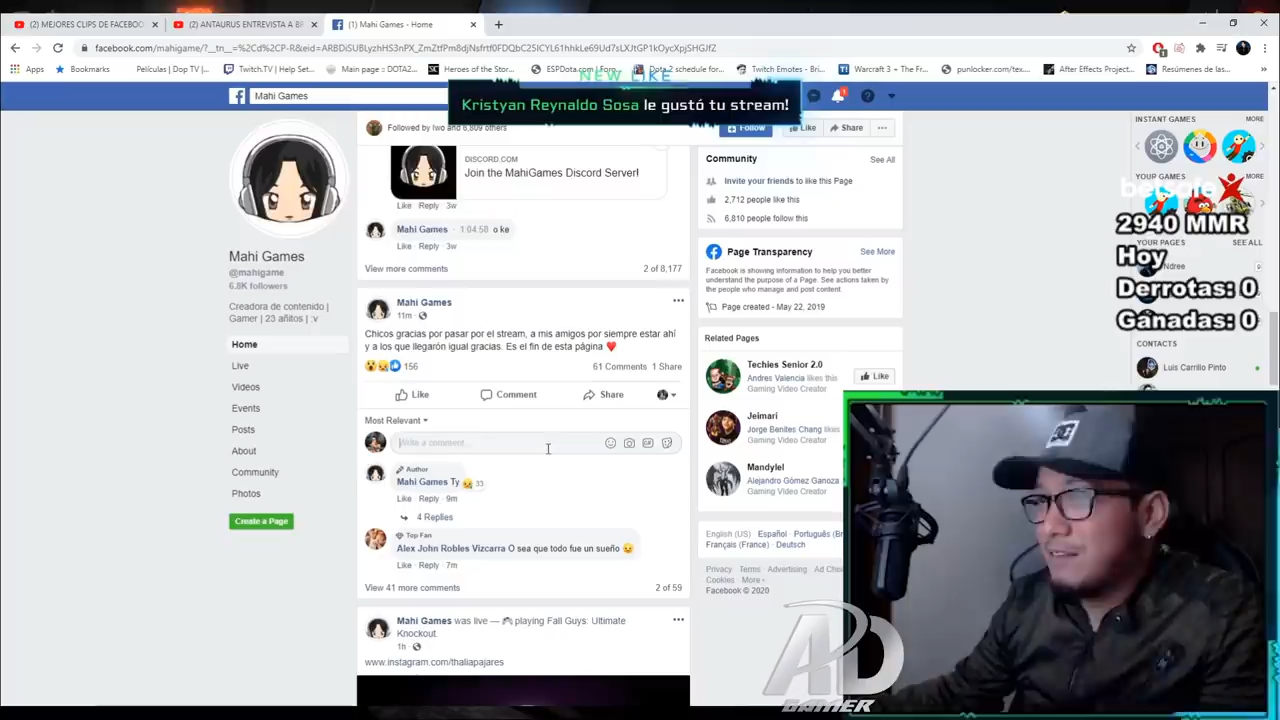 (2) MEJORES CLIPS DE FACEBOO
(2) ANTAURUS ENTREVISTA A BR
(1) Mahi Games - Home
facebook.com/mahigame/?__tn__=%2Cd%2CP-R&eid=ARBDiSUBLyzhHS3nPX_ZmZtfPm8djNsfrtf0FDQbC25ICYL61hhkLe69Ud7sLXJtGP1kOycXpjSHGJfZ
Apps
Bookmarks
Películas | Dop TV |...
Twitch.TV | Help Set...
Main page :: DOTA2...
Heroes of the Stor...
ESPDota.com | Foru...
Dota 2 schedule for...
Twitch Emotes - Bri...
Warcraft 3 + The Fr...
punlocker.com/tex...
After Effects Project...
Resúmenes de las...
NEW LIKE
Kristyan Reynaldo Sosa le gustó tu stream!
Mahi Games
Mahi Games
@mahigame
6.8K followers
Creadora de contenido |
Gamer | 23 añitos | :v
Home
Live
Videos
Events
Posts
About
Community
Photos
Create a Page
Followed by Iwo and 6,809 others
Follow
Like
Share
DISCORD.COM
Join the MahiGames Discord Server!
Like Reply 3w
Mahi Games 1:04:58 o ke
Like Reply 3w
View more comments
2 of 8,177
Mahi Games
11m
Chicos gracias por pasar por el stream, a mis amigos por siempre estar ahí
y a los que llegarón igual gracias. Es el fin de esta página ❤
156
61 Comments 1 Share
Like
Comment
Share
Most Relevant
Write a comment...
Author
Mahi Games Ty 😢 33
Like Reply 9m
4 Replies
Top Fan
Alex John Robles Vizcarra O sea que todo fue un sueño 😢
Like Reply 7m
View 41 more comments
2 of 59
Mahi Games was live — 🎮 playing Fall Guys: Ultimate
Knockout.
1h
www.instagram.com/thaliapajares
Community
See All
Invite your friends to like this Page
2,712 people like this
6,810 people follow this
Page Transparency
See More
Facebook is showing information to help you better
understand the purpose of a Page. See actions taken by
the people who manage and post content.
Page created - May 22, 2019
Related Pages
Techies Senior 2.0
Andres Valencia likes this
Gaming Video Creator
Like
Jeimari
Jorge Benites Chang likes
Gaming Video Creator
Mandylel
Alejandro Gómez Ganoza
Gaming Video Creator
English (US) · Español · Português (Br
Français (France) · Deutsch
Privacy · Terms · Advertising · Ad Choi
Cookies · More
Facebook © 2020
INSTANT GAMES
MORE
YOUR GAMES
MORE
betsafe
2940 MMR
YOUR PAGES
SEE ALL
Hoy
Ndree
9
Derrotas: 0
Ganadas: 0
CONTACTS
Luis Carrillo Pinto
AD
GAMER